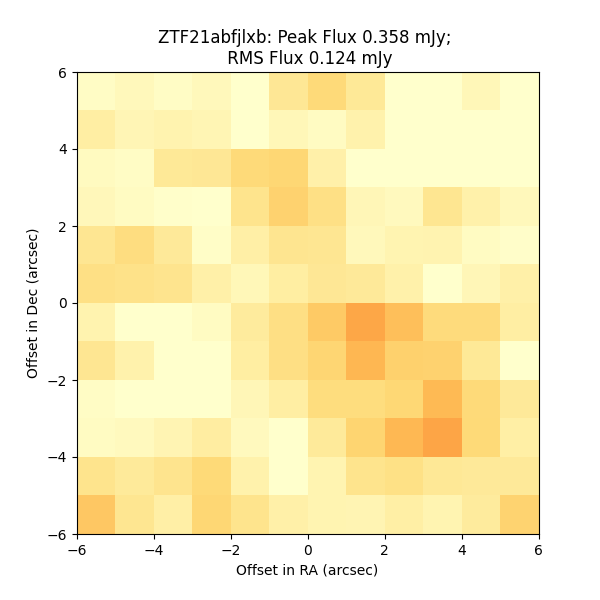 ZTF21abfjlxb: Peak Flux 0.358 mJy;
RMS Flux 0.124 mJy
6
4
2
0
−2
−4
−6
Offset in Dec (arcsec)
−6 −4 −2 0 2 4 6
Offset in RA (arcsec)